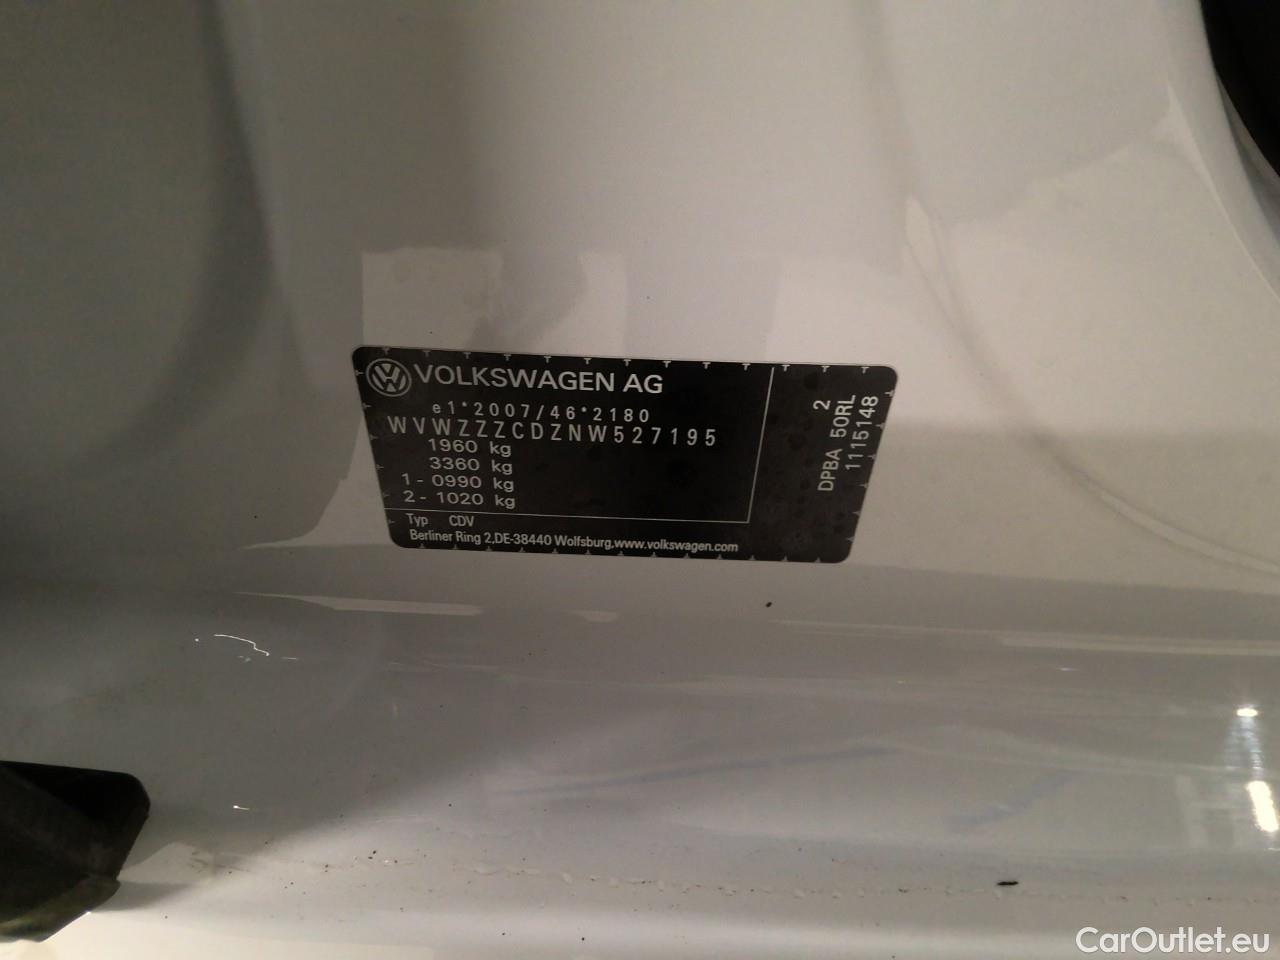 VOLKSWAGEN AG
e1*2007/46*2180
WVWZZZCDZNW527195
1960 kg
3360 kg
1 - 0990 kg
2 - 1020 kg
Typ CDV
Berliner Ring 2,DE-38440 Wolfsburg,www.volkswagen.com
2
DPBA 50RL
1115148
CarOutlet.eu